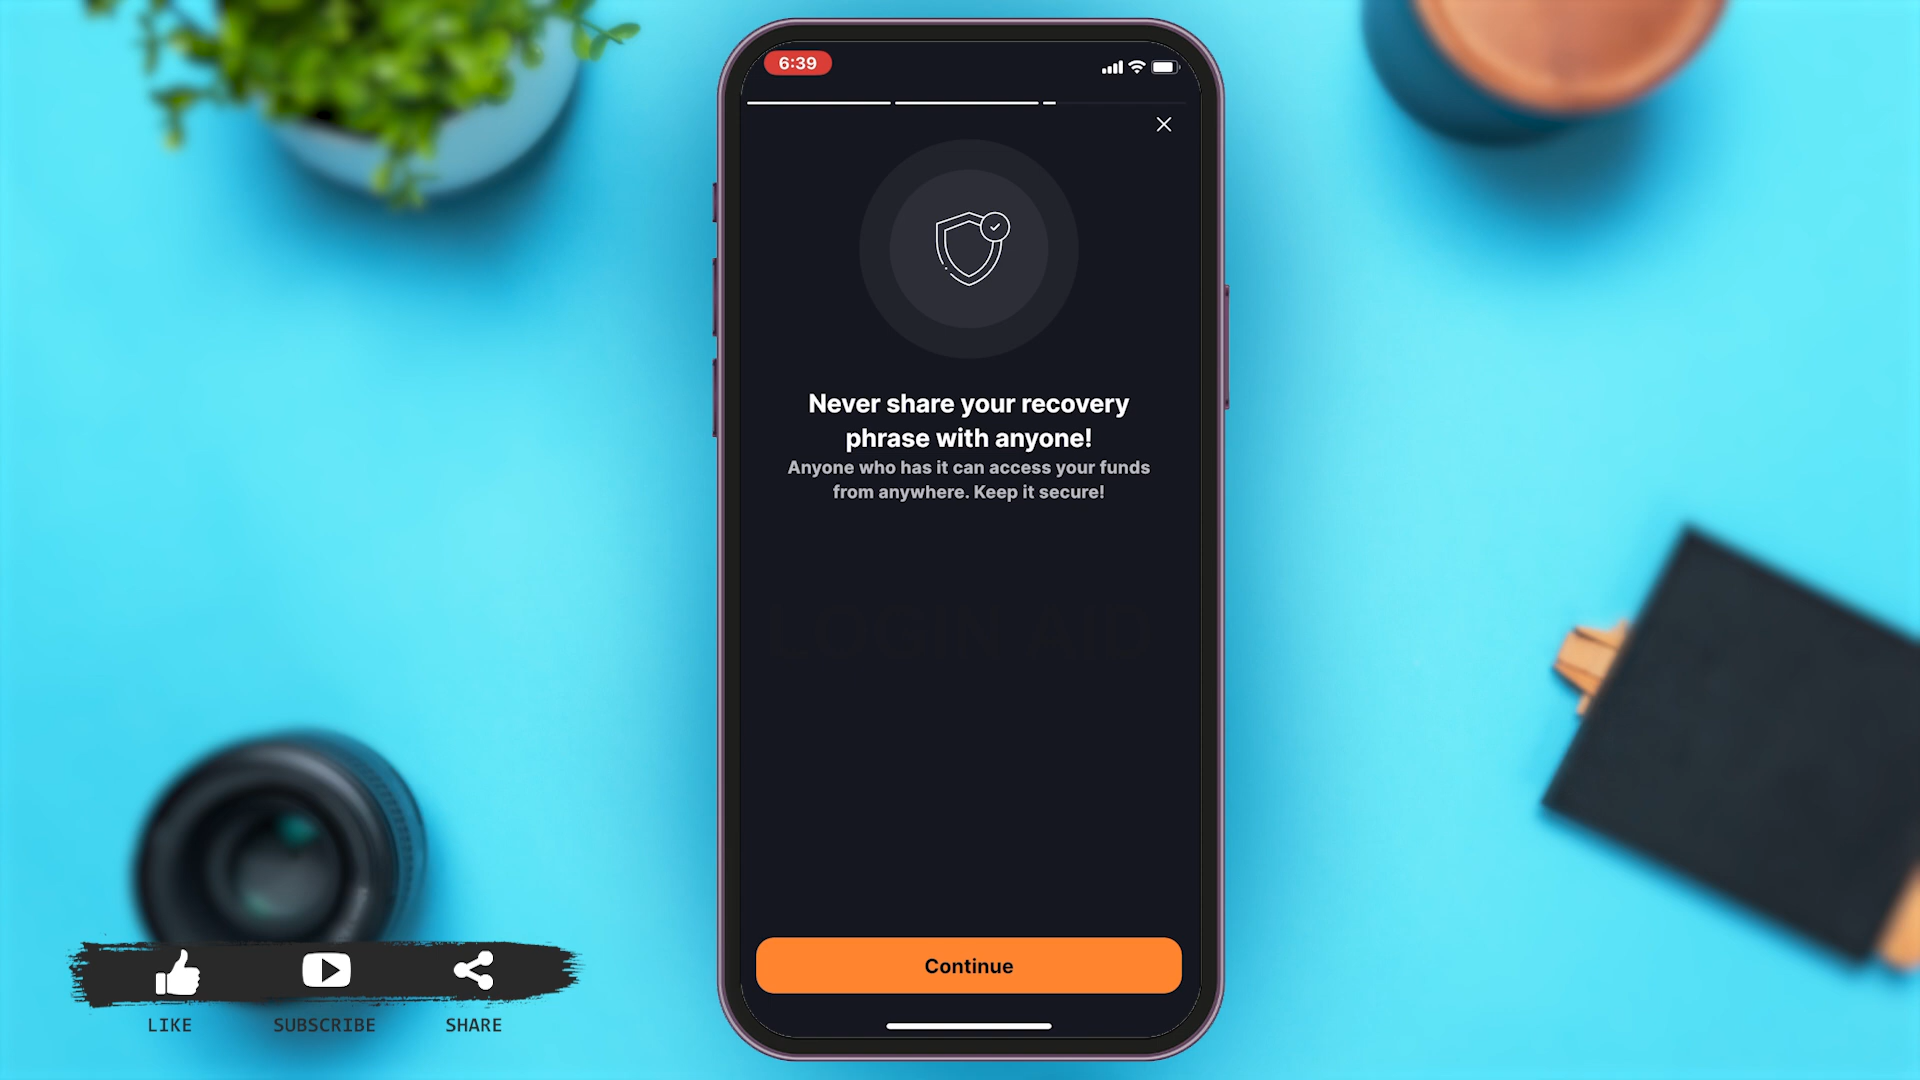 6:39
Never share your recovery
phrase with anyone!
Anyone who has it can access your funds
from anywhere. Keep it secure!
LOGIN AID
Continue
LIKE
SUBSCRIBE
SHARE